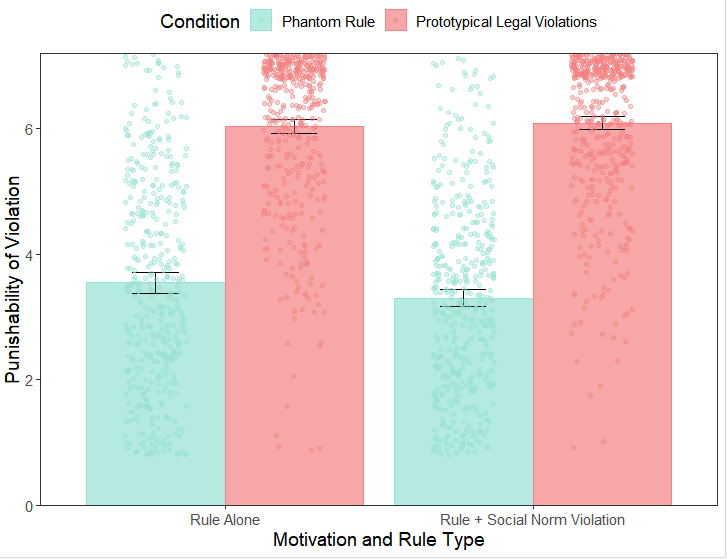 Condition Phantom Rule Prototypical Legal Violations
Punishability of Violation
6
4
2
0
Rule Alone Rule + Social Norm Violation
Motivation and Rule Type